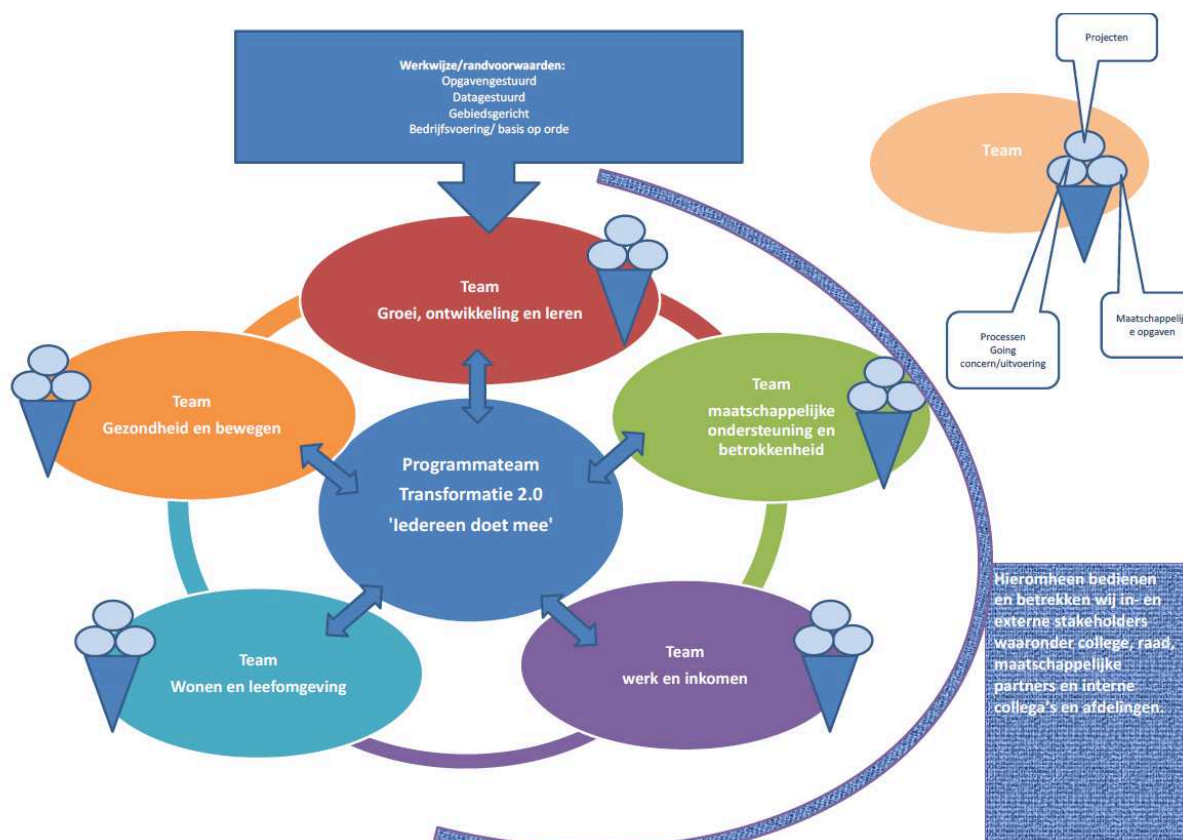 Werkwijze/randvoorwaarden:
Opgavengestuurd
Datagestuurd
Gebiedsgericht
Bedrijfsvoering/ basis op orde
Projecten
Team
Processen
Going
concern/uitvoering
Maatschappelij
e opgaven
Team
Groei, ontwikkeling en leren
Team
Gezondheid en bewegen
Team
maatschappelijke
ondersteuning en
betrokkenheid
Programmateam
Transformatie 2.0
'Iedereen doet mee'
Team
Wonen en leefomgeving
Team
werk en inkomen
Hieromheen bedienen
en betrekken wij in- en
externe stakeholders
waaronder college, raad,
maatschappelijke
partners en interne
collega's en afdelingen.